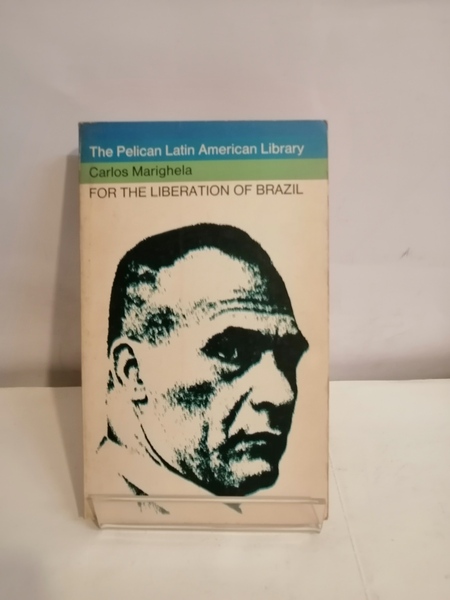 The Pelican Latin American Library
Carlos Marighela
FOR THE LIBERATION OF BRAZIL